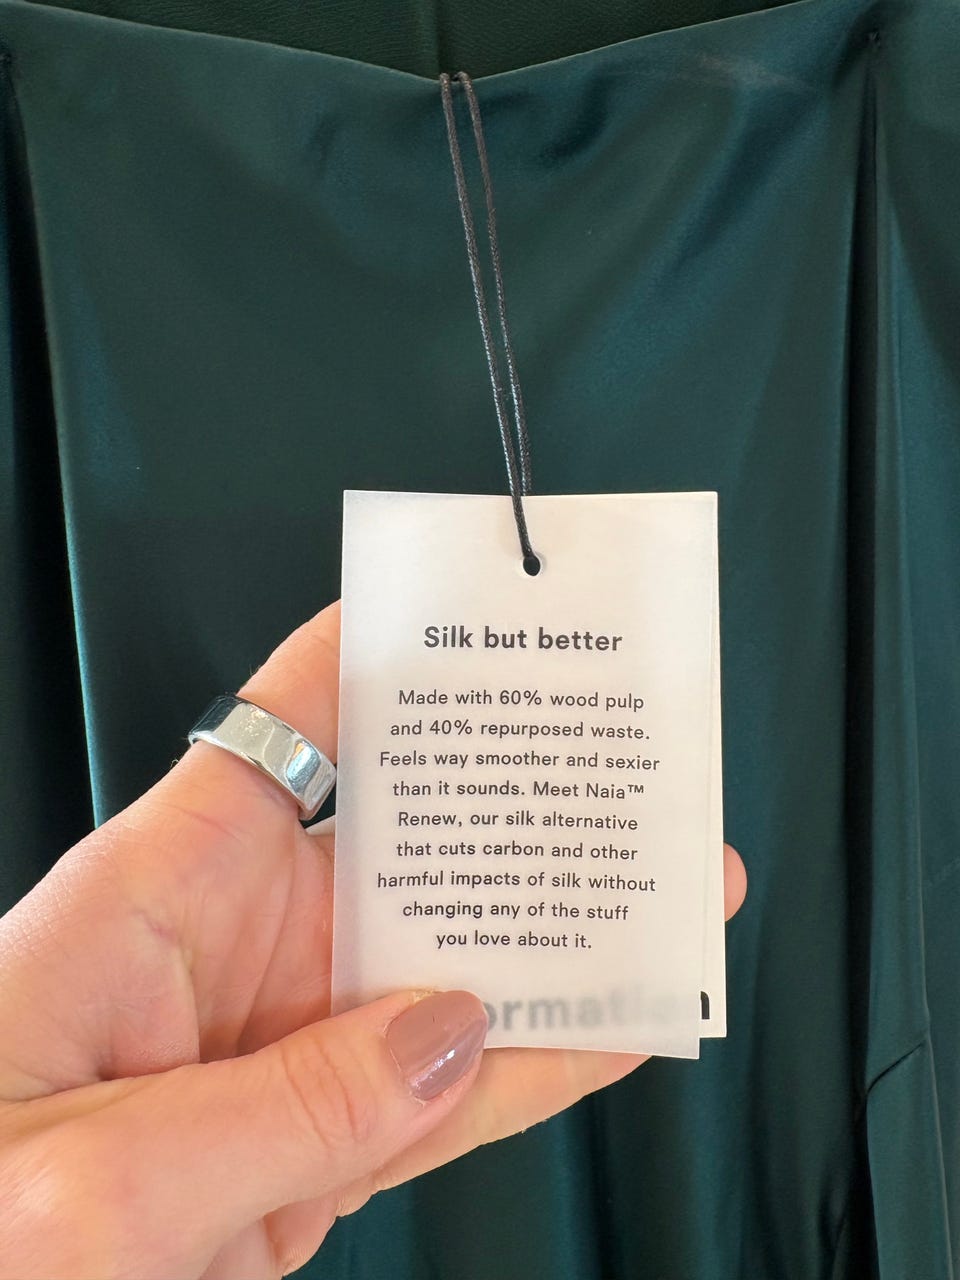 Silk but better
Made with 60% wood pulp
and 40% repurposed waste.
Feels way smoother and sexier
than it sounds. Meet Naia™
Renew, our silk alternative
that cuts carbon and other
harmful impacts of silk without
changing any of the stuff
you love about it.
ormation